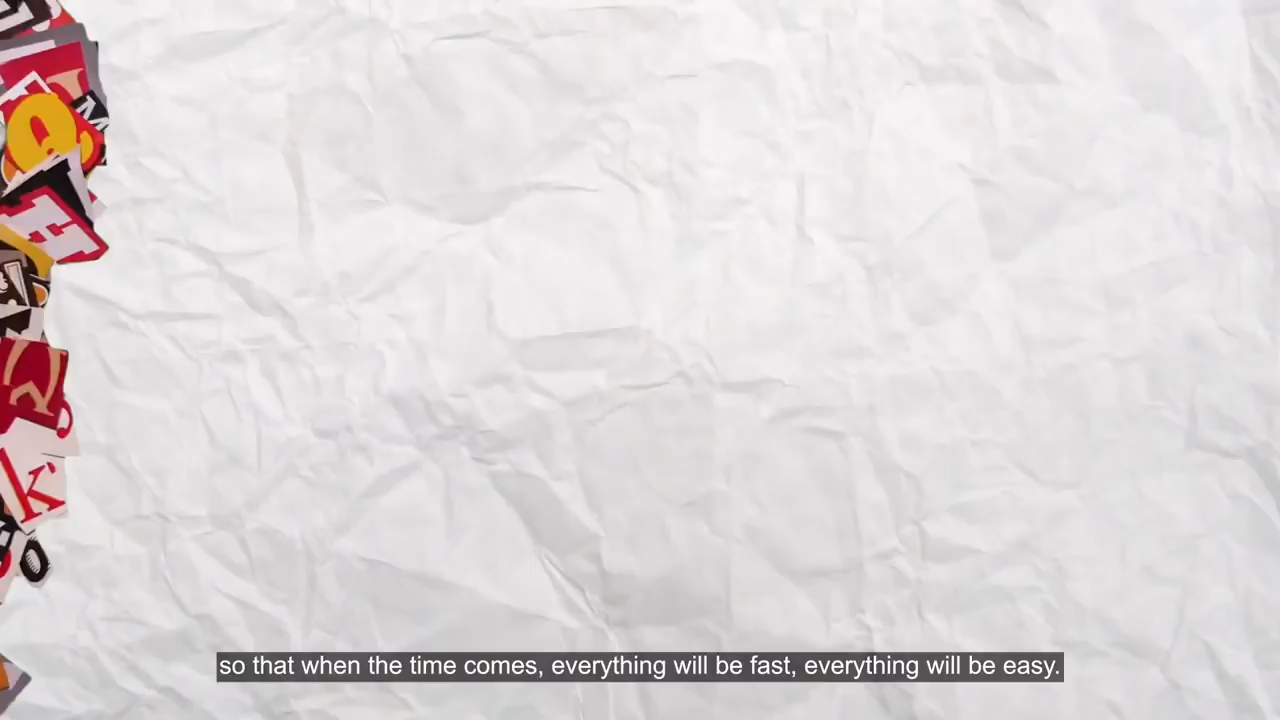 Q
M
H
K
O
so that when the time comes, everything will be fast, everything will be easy.